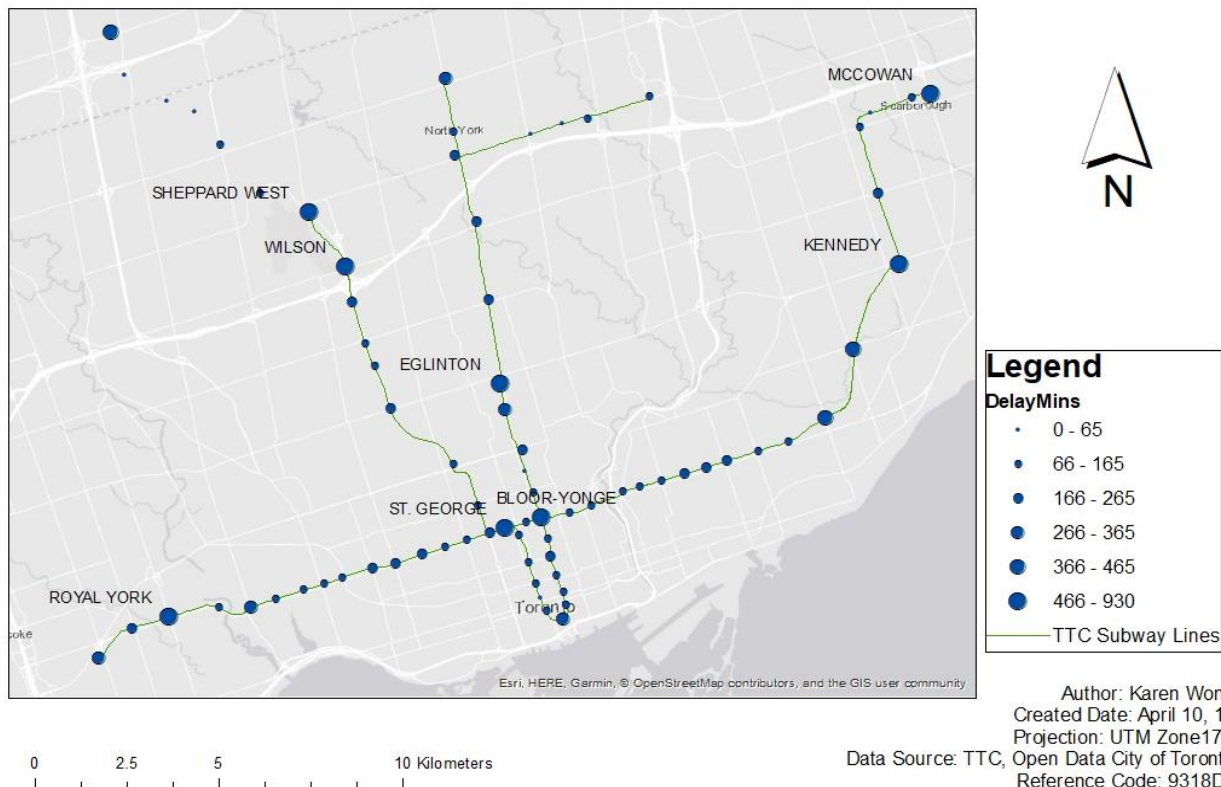 MCCOWAN
Scarborough
North York
SHEPPARD WEST
WILSON
KENNEDY
EGLINTON
BLOOR-YONGE
ST. GEORGE
ROYAL YORK
Toronto
coke
Esri, HERE, Garmin, © OpenStreetMap contributors, and the GIS user community
N
Legend
DelayMins
0 - 65
66 - 165
166 - 265
266 - 365
366 - 465
466 - 930
TTC Subway Lines
0 2.5 5 10 Kilometers
Author: Karen Won
Created Date: April 10, 1
Projection: UTM Zone17
Data Source: TTC, Open Data City of Toront
Reference Code: 9318D